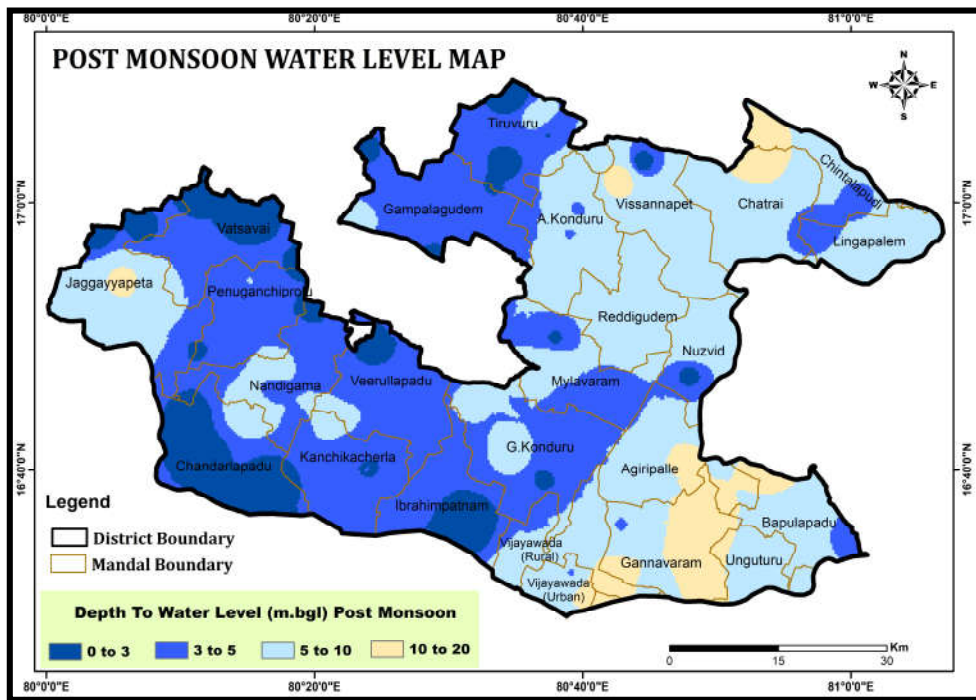 80°0'0"E 80°20'0"E 80°40'0"E 81°0'0"E
POST MONSOON WATER LEVEL MAP
N
W E
S
Tiruvuru
Chintalapudi
17°0'0"N
Gampalagudem
A.Konduru
Vissannapet
Chatrai
17°0'0"N
Vatsavai
Lingapalem
Jaggayyapeta
Penuganchiprolu
Reddigudem
Nuzvid
Nandigama
Veerullapadu
Mylavaram
G.Konduru
Chandarlapadu
Kanchikacherla
Agiripalle
16°40'0"N
16°40'0"N
Ibrahimpatnam
Bapulapadu
Vijayawada
(Rural)
Gannavaram
Unguturu
Vijayawada
(Urban)
Legend
District Boundary
Mandal Boundary
Depth To Water Level (m.bgl) Post Monsoon
0 to 3 3 to 5 5 to 10 10 to 20
Km
0 15 30
80°0'0"E 80°20'0"E 80°40'0"E 81°0'0"E